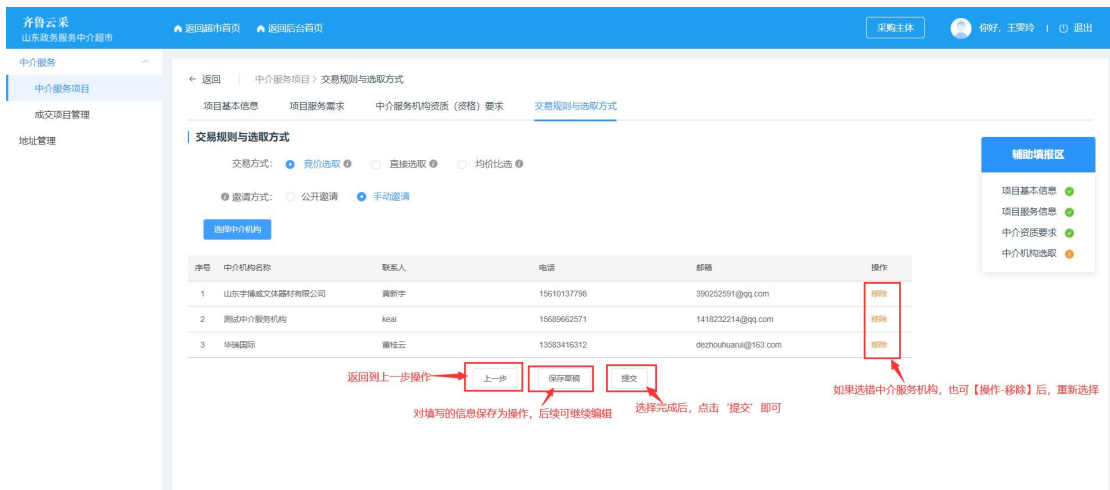 齐鲁云采
山东政务服务中介超市
返回超市首页 返回后台首页 采购主体 你好, 王雯玲 | 退出
中介服务
中介服务项目
成交项目管理
地址管理
← 返回 | 中介服务项目 > 交易规则与选取方式
项目基本信息 项目服务需求 中介服务机构资质（资格）要求 交易规则与选取方式
交易规则与选取方式
交易方式: 竞价选取 直接选取 均价比选
邀请方式: 公开邀请 手动邀请
选择中介机构
辅助填报区
项目基本信息
项目服务信息
中介资质要求
中介机构选取
序号 中介机构名称 联系人 电话 邮箱 操作
1 山东宇博威文体器材有限公司 黄新宇 15610137798 390252591@qq.com 移除
2 测试中介服务机构 keai 15689662571 1418232214@qq.com 移除
3 华瑞国际 董桂云 13583416312 dezhouhuarui@163.com 移除
返回到上一步操作 上一步 保存草稿 提交
如果选错中介服务机构，也可【操作-移除】后，重新选择
对填写的信息保存为操作，后续可继续编辑
选择完成后，点击‘提交’即可